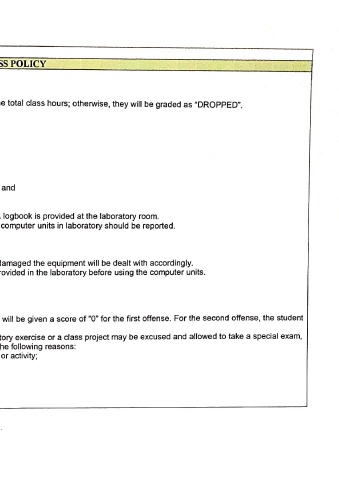 SS POLICY
e total class hours; otherwise, they will be graded as "DROPPED".
and
logbook is provided at the laboratory room.
computer units in laboratory should be reported.
damaged the equipment will be dealt with accordingly.
rovided in the laboratory before using the computer units.
will be given a score of "0" for the first offense. For the second offense, the student
tory exercise or a class project may be excused and allowed to take a special exam,
he following reasons:
or activity;